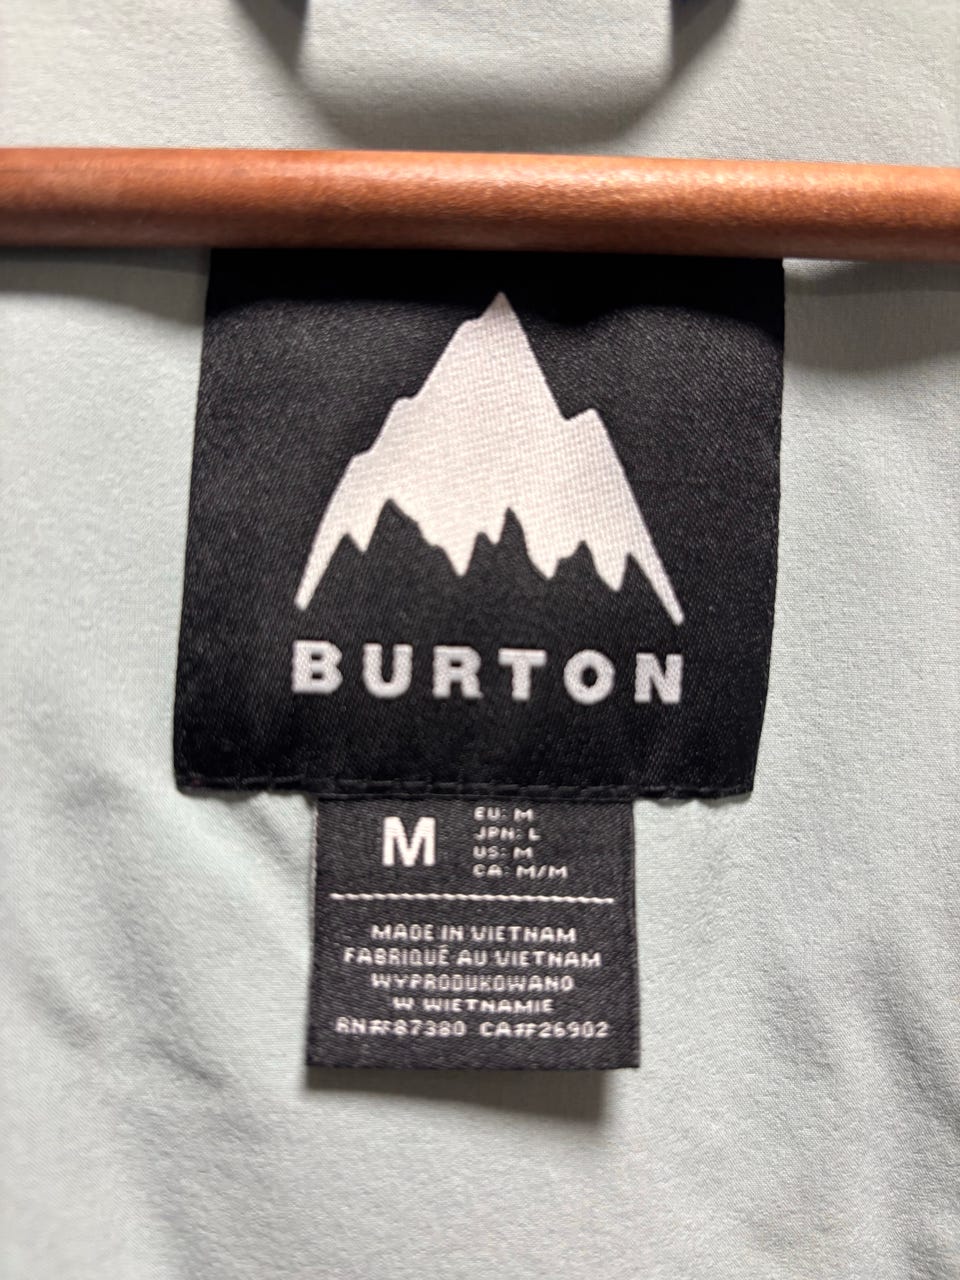 BURTON
M
EU: M
JPN: L
US: M
CA: M/M
MADE IN VIETNAM
FABRIQUÉ AU VIETNAM
WYPRODUKOWANO
W WIETNAMIE
RN#87380 CA#26902